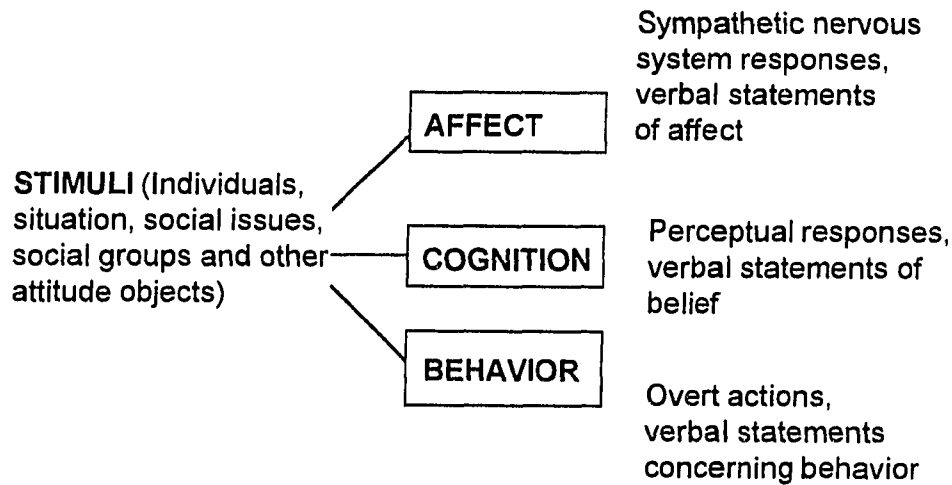 Sympathetic nervous
system responses,
verbal statements
of affect
AFFECT
STIMULI (Individuals,
situation, social issues,
social groups and other
attitude objects)
COGNITION
Perceptual responses,
verbal statements of
belief
BEHAVIOR
Overt actions,
verbal statements
concerning behavior